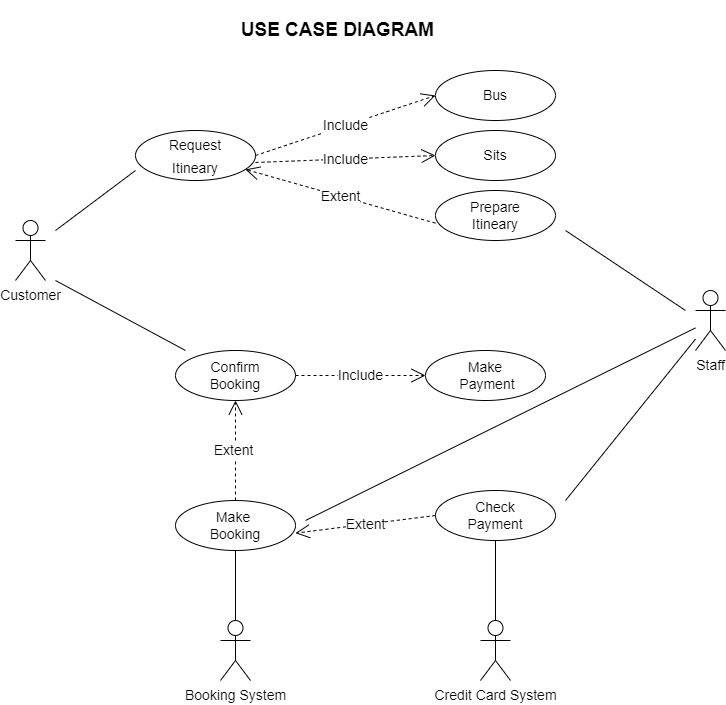 USE CASE DIAGRAM
Bus
Include
Request
Itineary
Include
Sits
Extent
Prepare
Itineary
Customer
Staff
Confirm
Booking
Include
Make
Payment
Extent
Make
Booking
Extent
Check
Payment
Booking System
Credit Card System